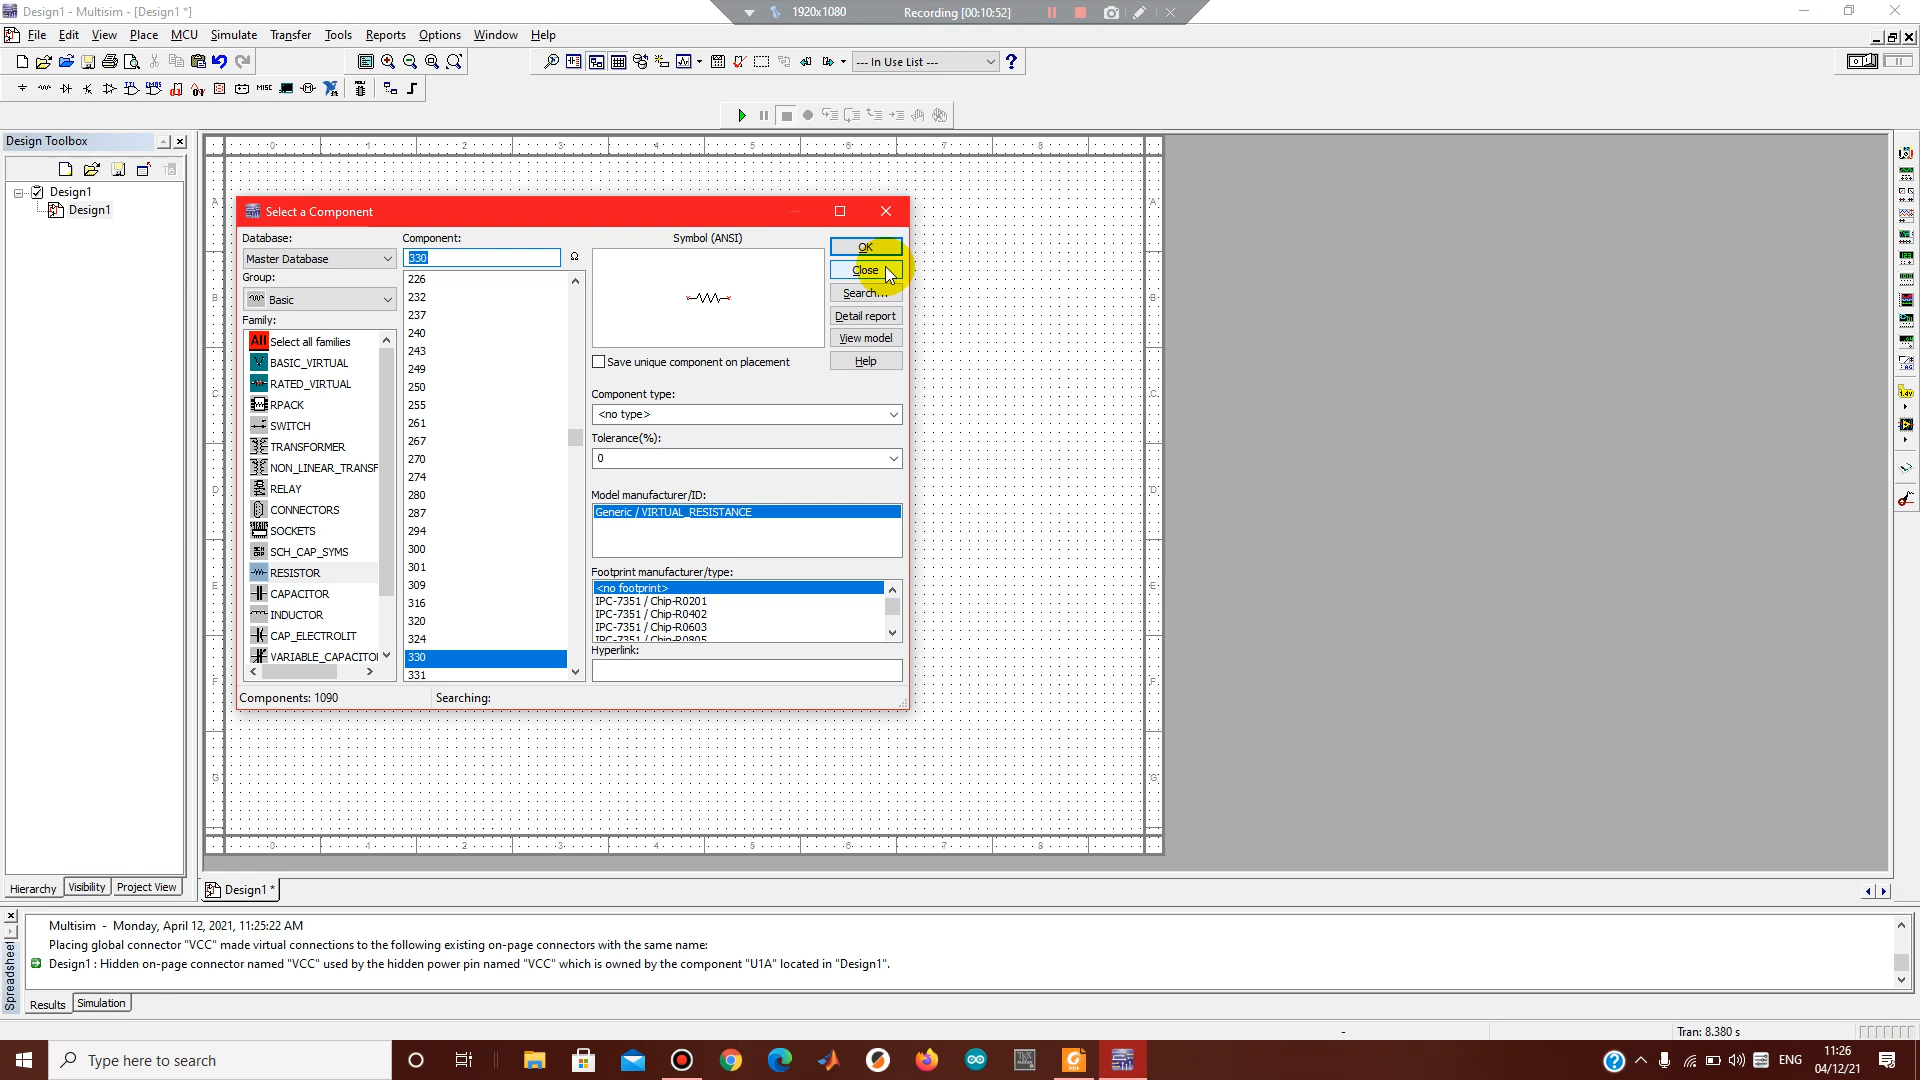 Design1 - Multisim - [Design1 *]
1920x1080
Recording [00:10:52]
File Edit View Place MCU Simulate Transfer Tools Reports Options Window Help
--- In Use List ---
MISC
Design Toolbox
Design1
Design1
Select a Component
Database:
Master Database
Group:
Basic
Family:
All Select all families
BASIC_VIRTUAL
RATED_VIRTUAL
RPACK
SWITCH
TRANSFORMER
NON_LINEAR_TRANSF
RELAY
CONNECTORS
SOCKETS
SCH_CAP_SYMS
RESISTOR
CAPACITOR
INDUCTOR
CAP_ELECTROLIT
VARIABLE_CAPACITO
Component:
330 Ω
226
232
237
240
243
249
250
255
261
267
270
274
280
287
294
300
301
309
316
320
324
330
331
Symbol (ANSI)
Save unique component on placement
Component type:
<no type>
Tolerance(%):
0
Model manufacturer/ID:
Generic / VIRTUAL_RESISTANCE
Footprint manufacturer/type:
<no footprint>
IPC-7351 / Chip-R0201
IPC-7351 / Chip-R0402
IPC-7351 / Chip-R0603
IPC-7351 / Chip-R0805
Hyperlink:
OK
Close
Search...
Detail report
View model
Help
Components: 1090
Searching:
Hierarchy Visibility Project View
Design1 *
Multisim - Monday, April 12, 2021, 11:25:22 AM
Placing global connector "VCC" made virtual connections to the following existing on-page connectors with the same name:
Design1 : Hidden on-page connector named "VCC" used by the hidden power pin named "VCC" which is owned by the component "U1A" located in "Design1".
Spreadsheet
Results Simulation
-
Tran: 8.380 s
Type here to search
ENG
11:26
04/12/21